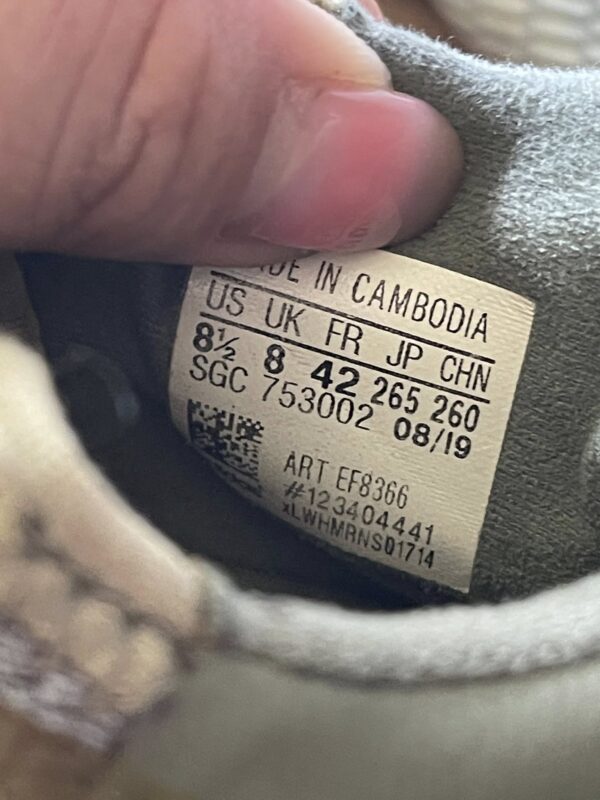 DE IN CAMBODIA
US UK FR JP CHN
8½ 8 42 265 260
SGC 753002 08/19
ART EF8366
#123404441
xLWHMRNS01714